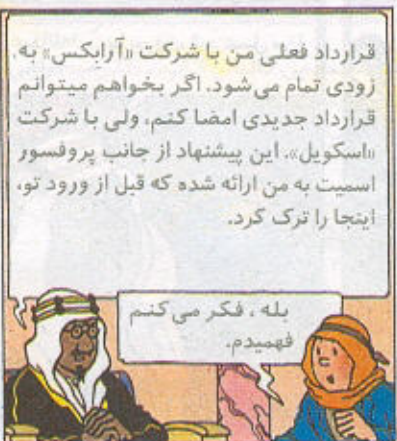 قرارداد فعلی من با شرکت «آرابکس» به
زودی تمام می‌شود. اگر بخواهم میتوانم
قرارداد جدیدی امضا کنم، ولی با شرکت
«اسکویل». این پیشنهاد از جانب پروفسور
اسمیت به من ارائه شده که قبل از ورود تو،
اینجا را ترک کرد.
بله ، فکر می‌کنم
فهمیدم.